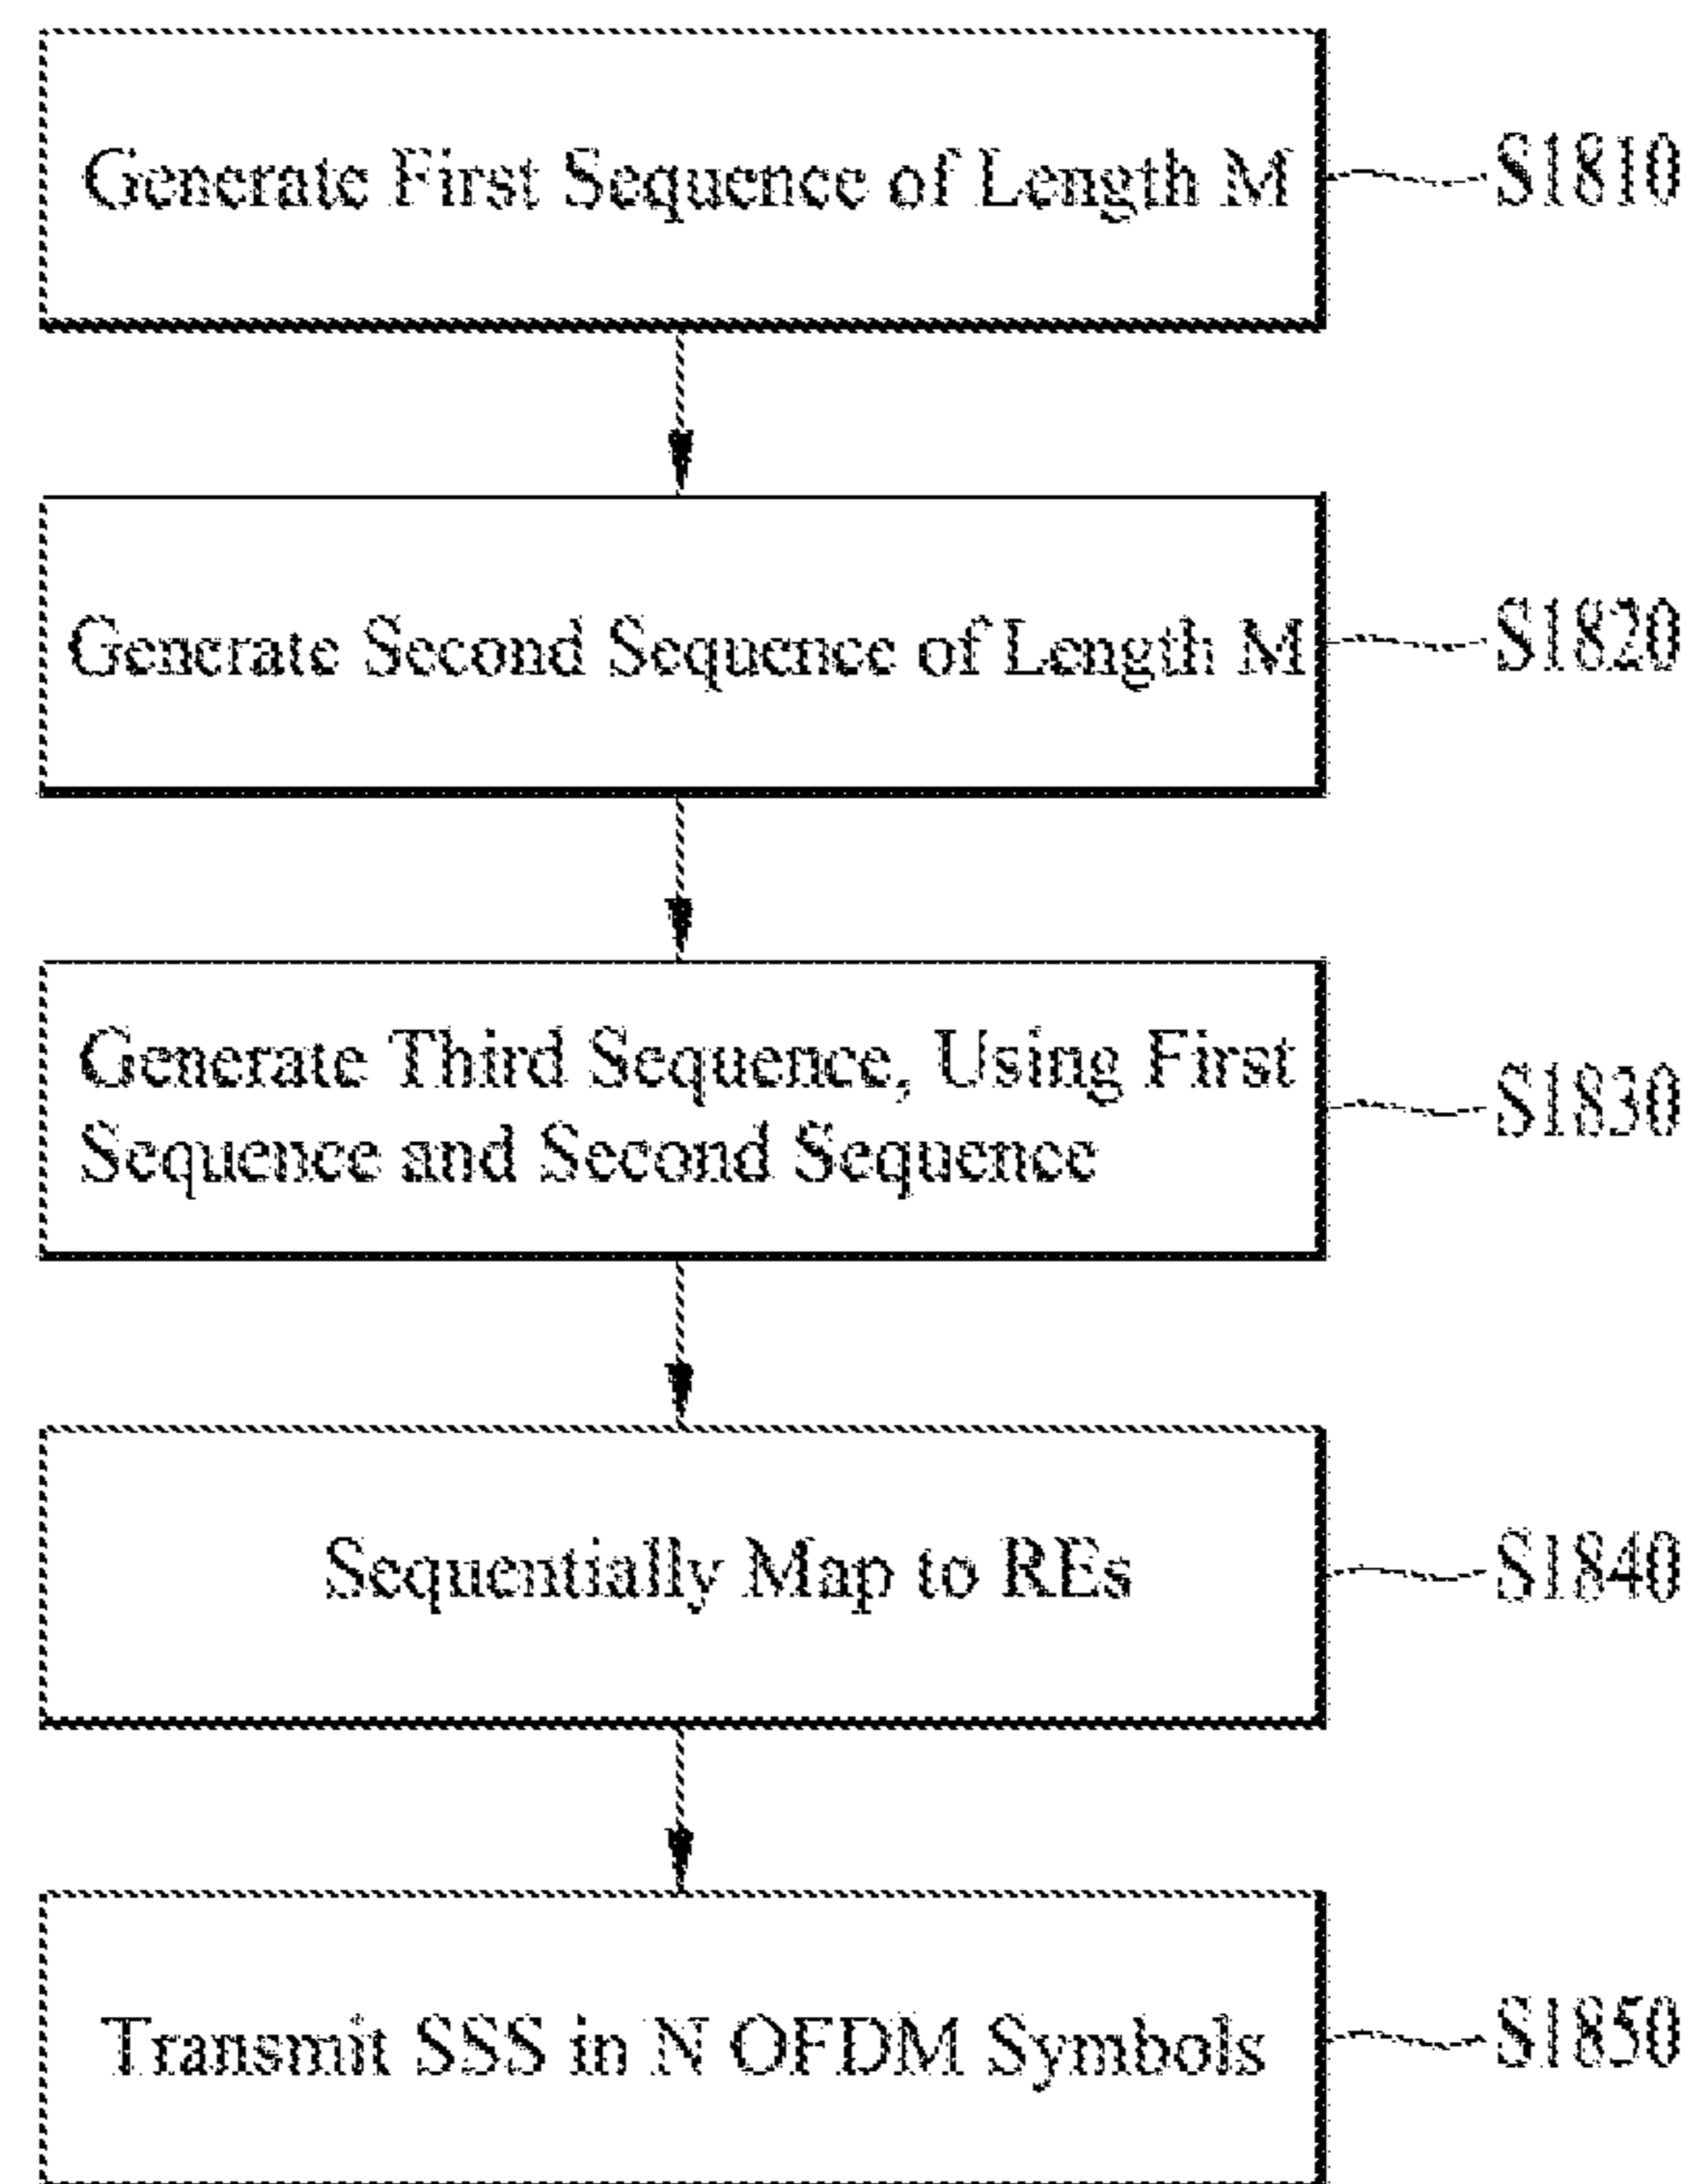 Generate First Sequence of Length M
S1810
Generate Second Sequence of Length M
S1820
Generate Third Sequence, Using First
Sequence and Second Sequence
S1830
Sequentially Map to REs
S1840
Transmit SSS in N OFDM Symbols
S1850